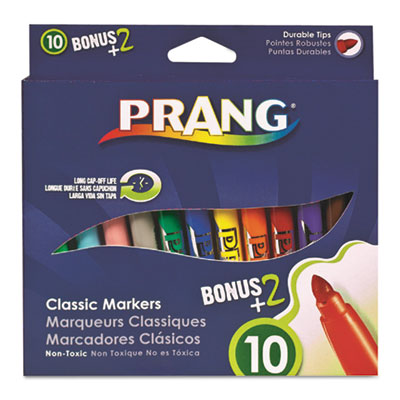 10 BONUS +2
Durable Tips
Pointes Robustes
Puntas Durables
PRANG®
LONG CAP-OFF LIFE
LONGUE DURÉE SANS CAPUCHON
LARGA VIDA SIN TAPA
BONUS +2
10
Classic Markers
Marqueurs Classiques
Marcadores Clásicos
Non-Toxic Non Toxique No es Tóxica